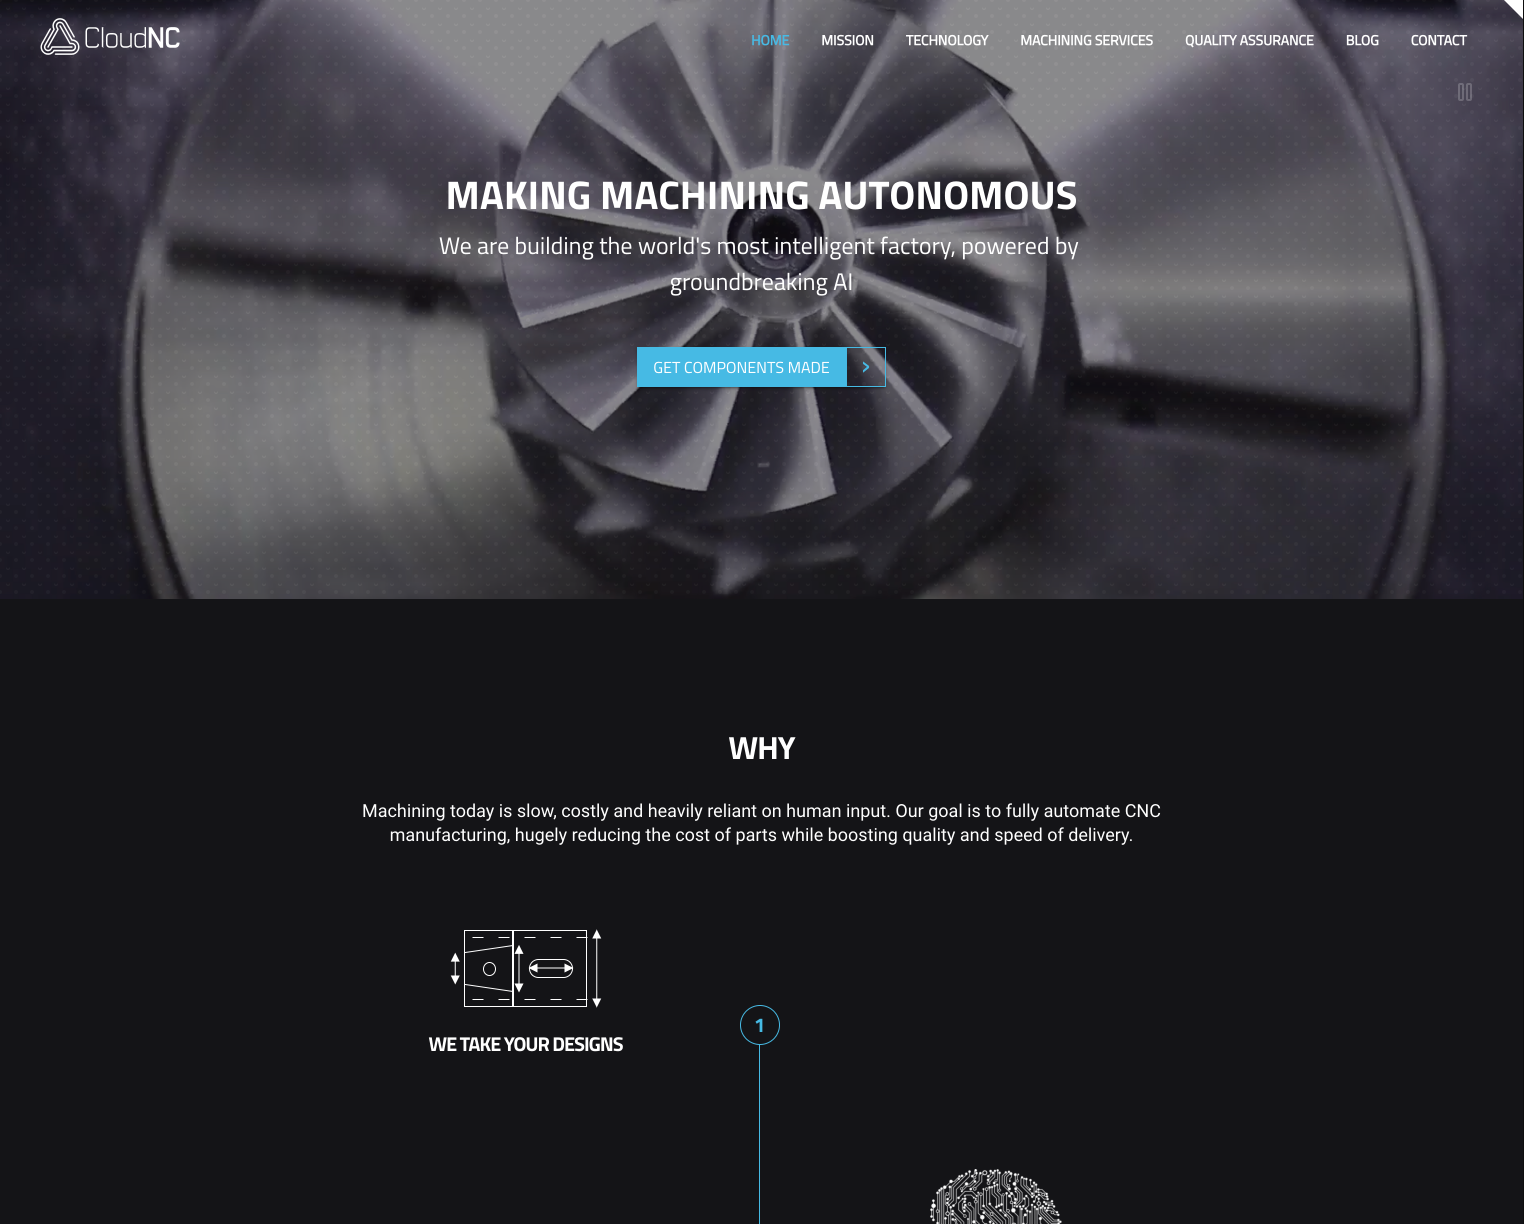 CloudNC
HOME MISSION TECHNOLOGY MACHINING SERVICES QUALITY ASSURANCE BLOG CONTACT
MAKING MACHINING AUTONOMOUS
We are building the world's most intelligent factory, powered by
groundbreaking AI
GET COMPONENTS MADE
WHY
Machining today is slow, costly and heavily reliant on human input. Our goal is to fully automate CNC
manufacturing, hugely reducing the cost of parts while boosting quality and speed of delivery.
1
WE TAKE YOUR DESIGNS